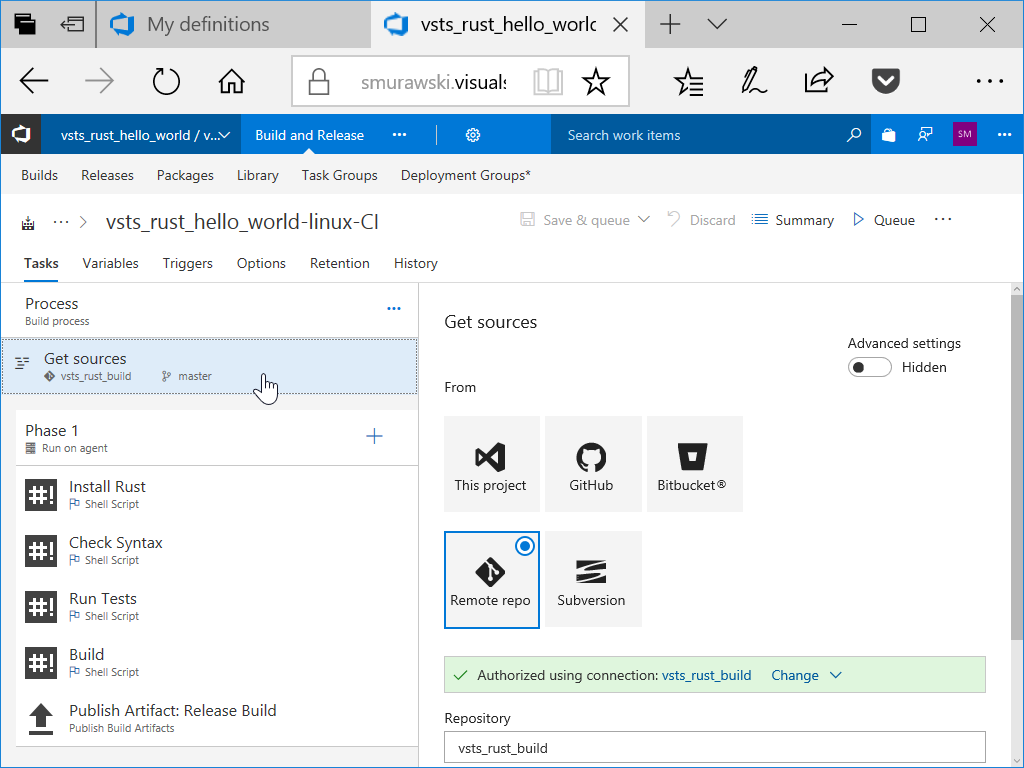 My definitions
vsts_rust_hello_world
smurawski.visuals
vsts_rust_hello_world / v...
Build and Release
...
Search work items
SM
...
Builds Releases Packages Library Task Groups Deployment Groups*
... > vsts_rust_hello_world-linux-CI
Save & queue Discard Summary Queue ...
Tasks Variables Triggers Options Retention History
Process
Build process
...
Get sources
vsts_rust_build master
Phase 1
Run on agent
+
#! Install Rust
Shell Script
#! Check Syntax
Shell Script
#! Run Tests
Shell Script
#! Build
Shell Script
Publish Artifact: Release Build
Publish Build Artifacts
Get sources
Advanced settings
Hidden
From
This project
GitHub
Bitbucket®
Remote repo
Subversion
Authorized using connection: vsts_rust_build Change
Repository
vsts_rust_build